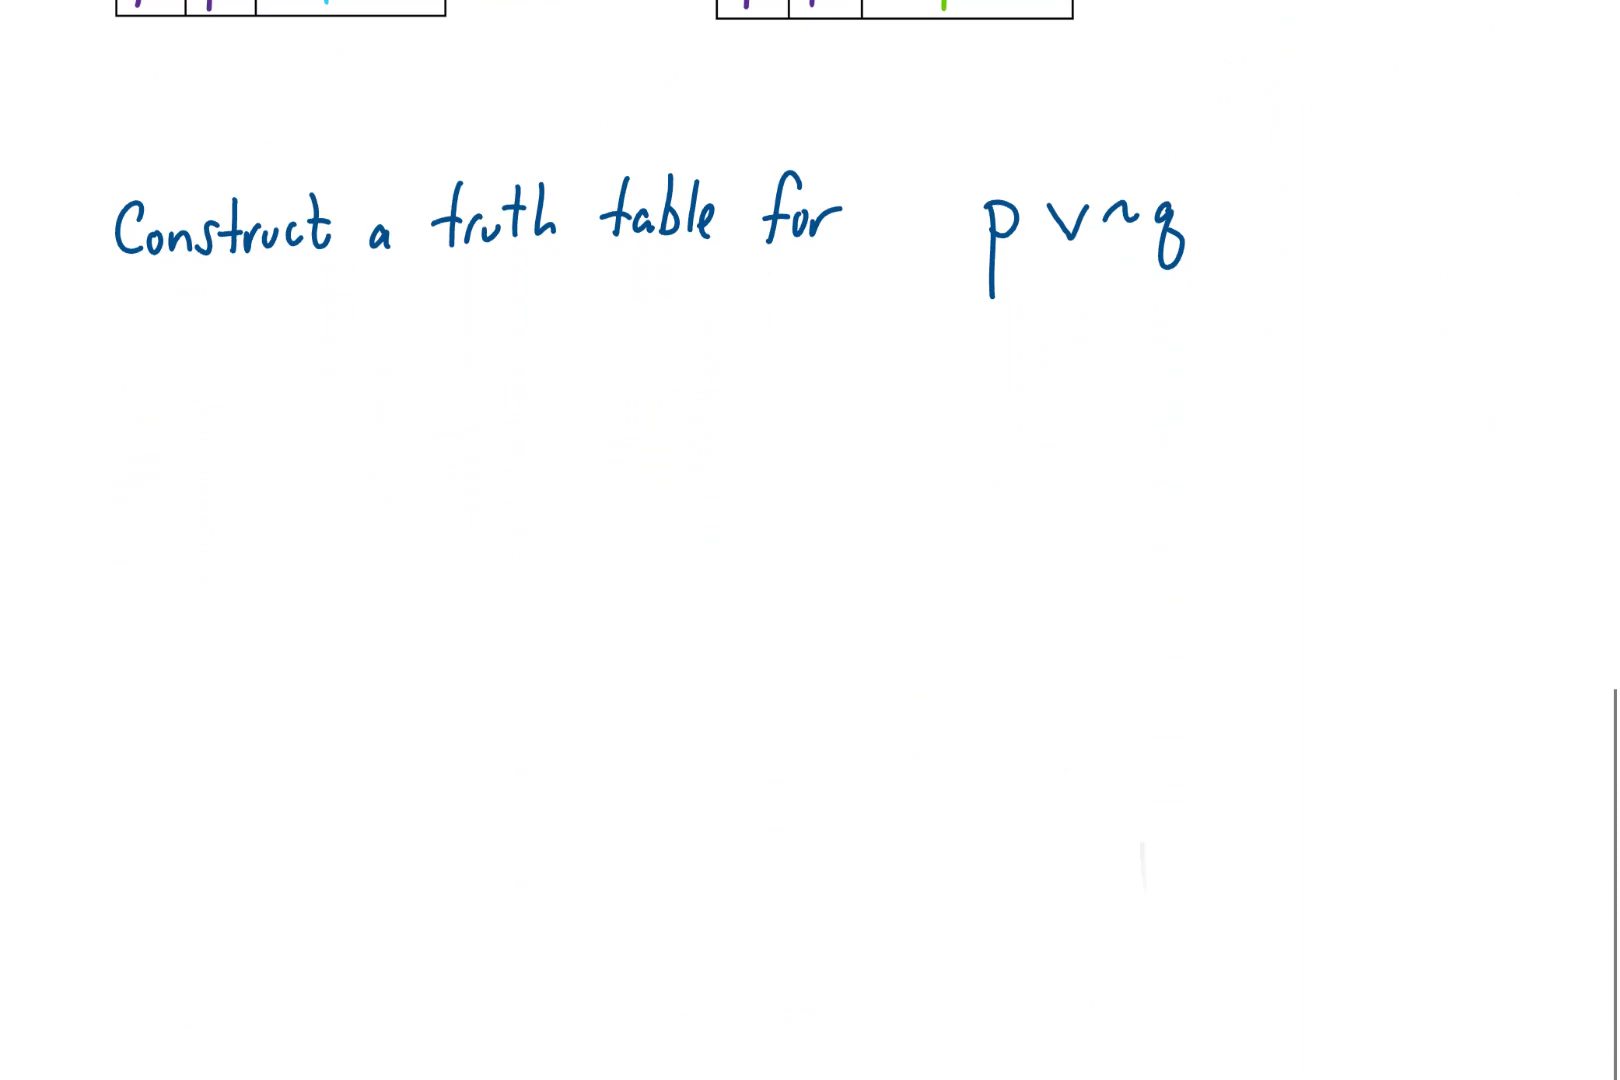 Construct a truth table for p ∨ ~ q